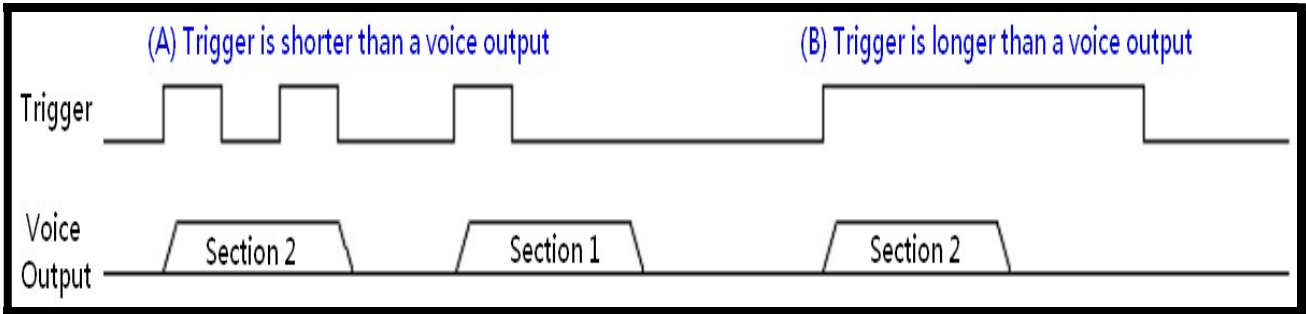 (A) Trigger is shorter than a voice output
(B) Trigger is longer than a voice output
Trigger
Voice
Output
Section 2
Section 1
Section 2